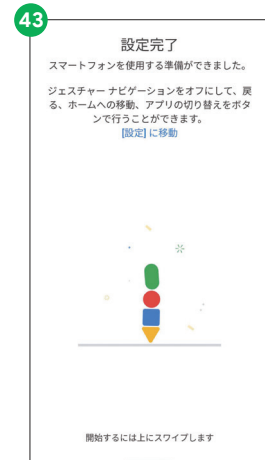 43
設定完了
スマートフォンを使用する準備ができました。
ジェスチャー ナビゲーションをオフにして、戻
る、ホームへの移動、アプリの切り替えをボタ
ンで行うことができます。
[設定] に移動
開始するには上にスワイプします